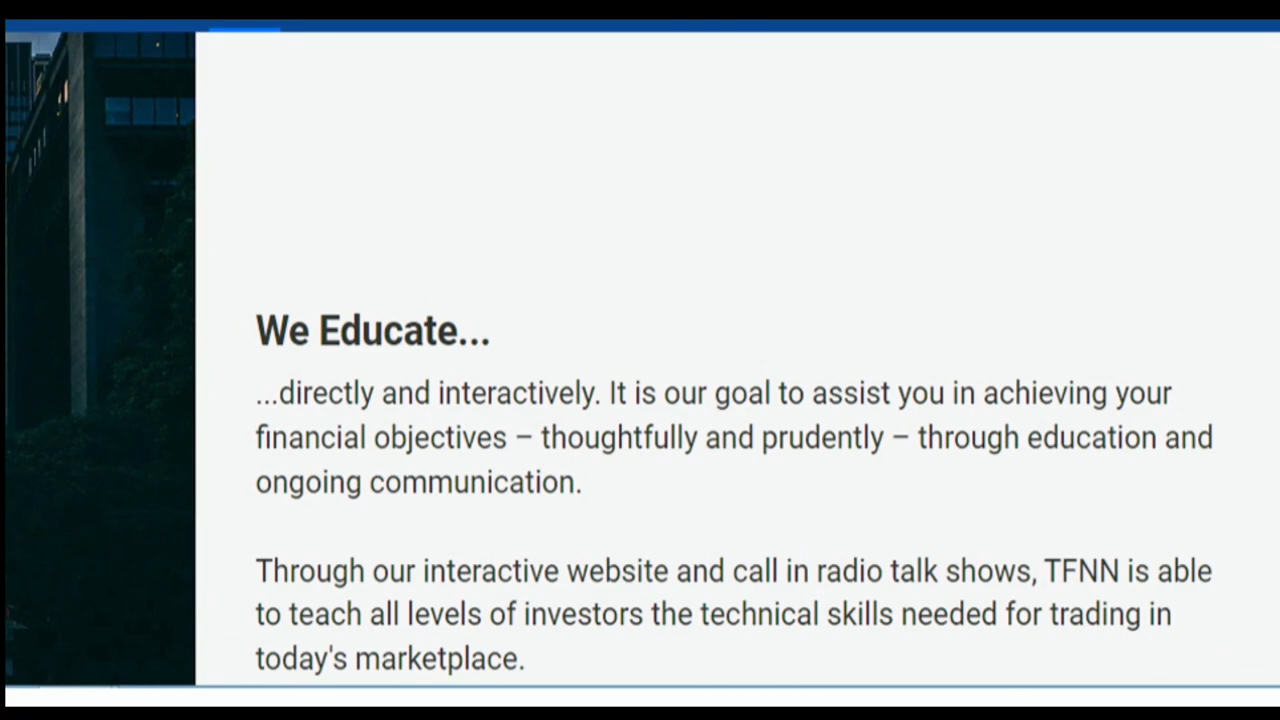 We Educate...
...directly and interactively. It is our goal to assist you in achieving your
financial objectives – thoughtfully and prudently – through education and
ongoing communication.
Through our interactive website and call in radio talk shows, TFNN is able
to teach all levels of investors the technical skills needed for trading in
today's marketplace.